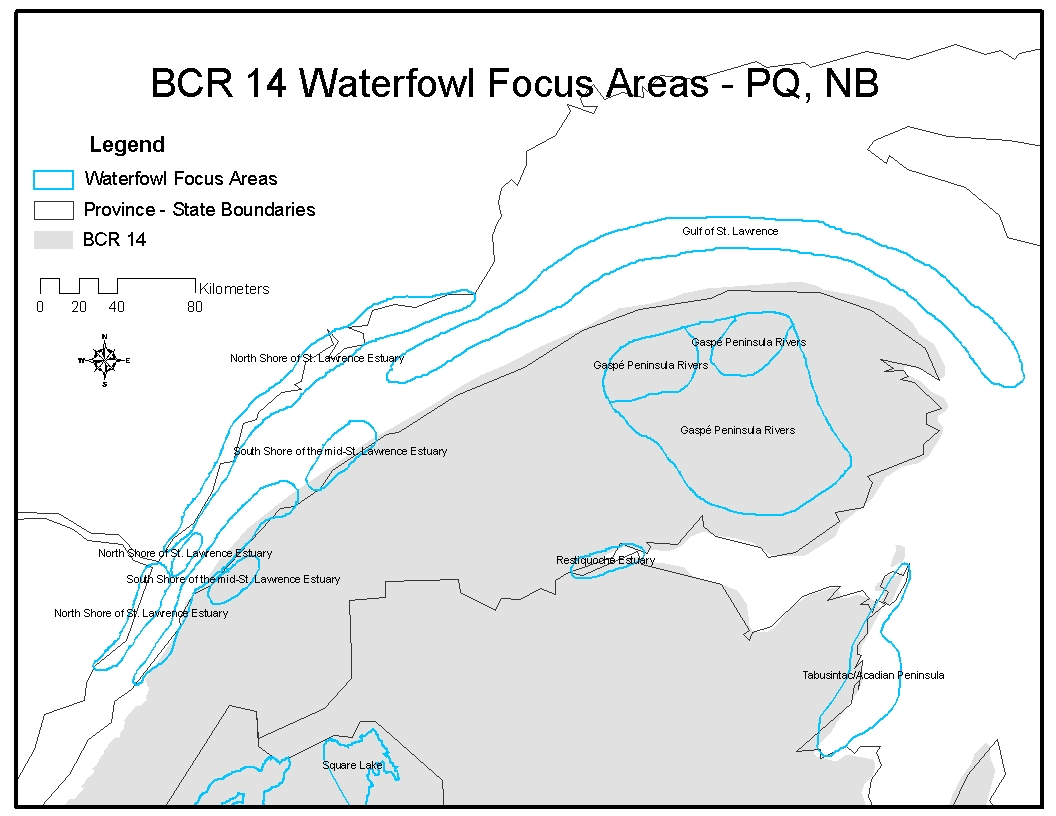 BCR 14 Waterfowl Focus Areas - PQ, NB
Legend
Waterfowl Focus Areas
Province - State Boundaries
BCR 14
Kilometers
0 20 40 80
N
W E
S
Gulf of St. Lawrence
Gaspé Peninsula Rivers
North Shore of St. Lawrence Estuary
Gaspé Peninsula Rivers
Gaspé Peninsula Rivers
South Shore of the mid-St. Lawrence Estuary
North Shore of St. Lawrence Estuary
Restiquoche Estuary
South Shore of the mid-St. Lawrence Estuary
North Shore of St. Lawrence Estuary
Tabusintac/Acadian Peninsula
Square Lake